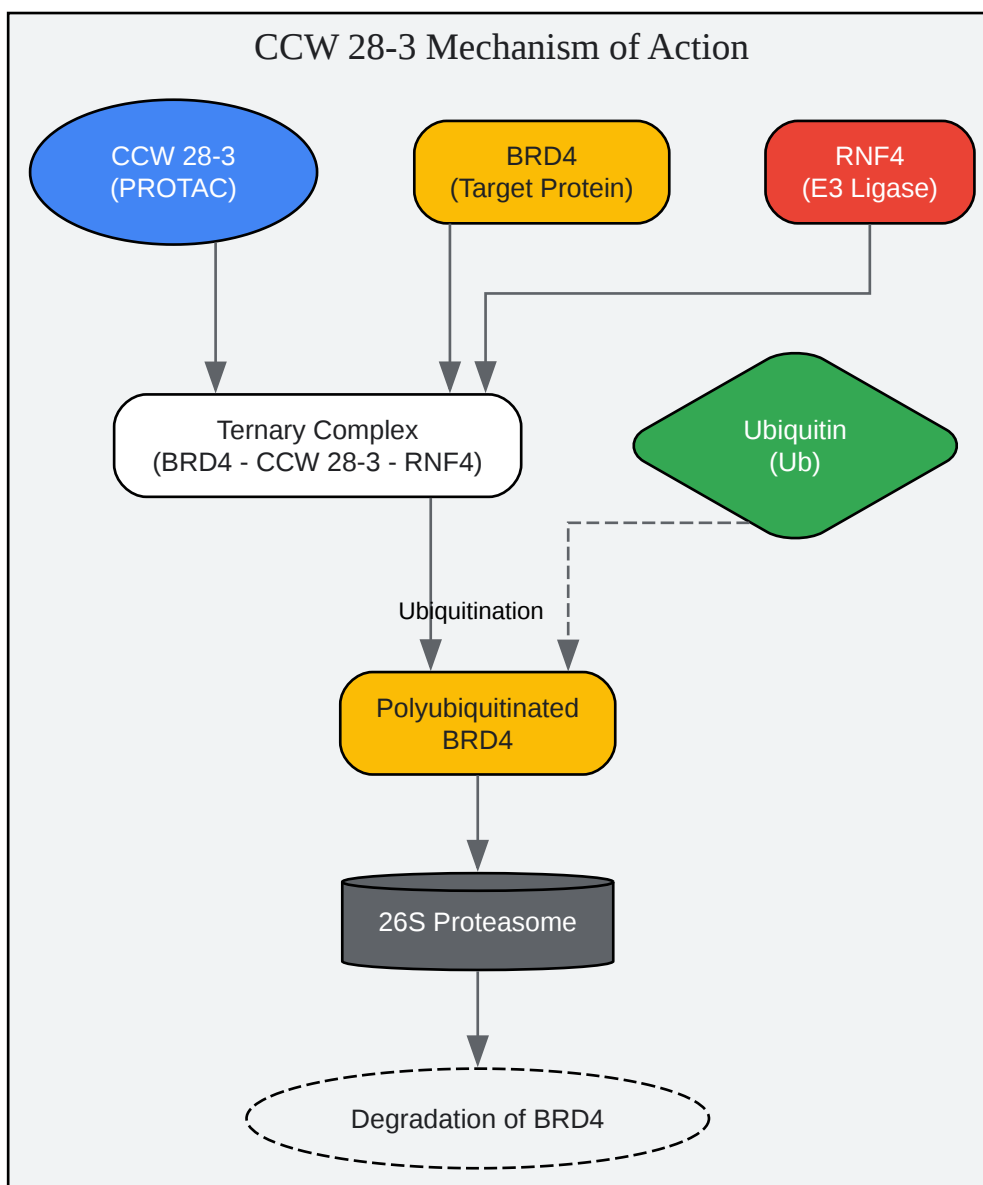 CCW 28-3 Mechanism of Action
CCW 28-3
(PROTAC)
BRD4
(Target Protein)
RNF4
(E3 Ligase)
Ternary Complex
(BRD4 - CCW 28-3 - RNF4)
Ubiquitin
(Ub)
Ubiquitination
Polyubiquitinated
BRD4
26S Proteasome
Degradation of BRD4